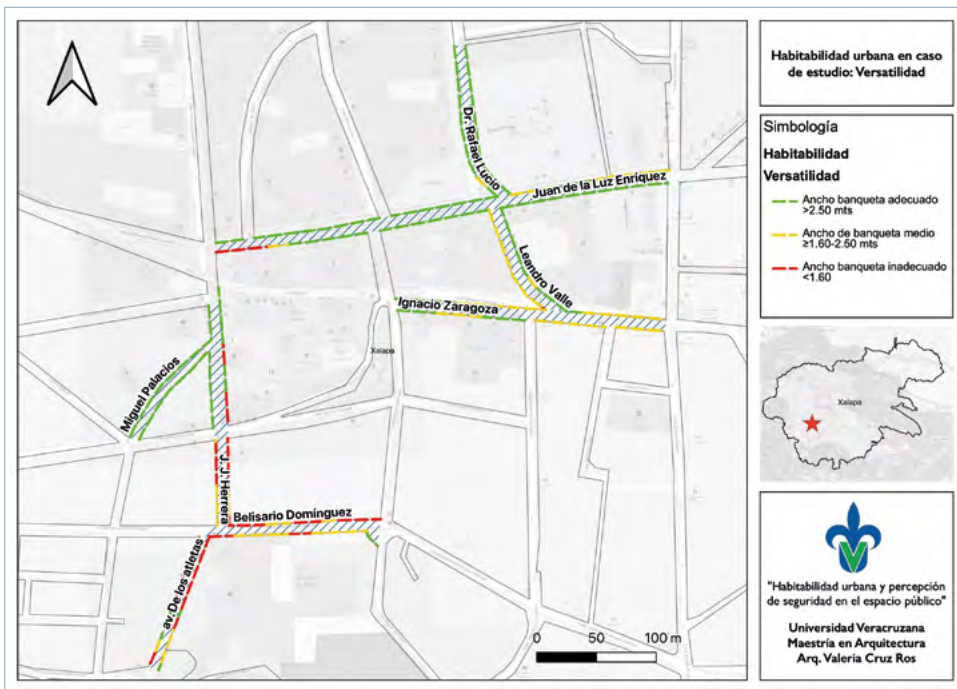 Dr. Rafael Lucio
Juan de la Luz Enríquez
Leandro Valle
Ignacio Zaragoza
Xalapa
Miguel Palacios
J. J. Herrera
Belisario Domínguez
av. De los atletas
0 50 100 m
Habitabilidad urbana en caso
de estudio: Versatilidad
Simbología
Habitabilidad
Versatilidad
Ancho banqueta adecuado
>2.50 mts
Ancho de banqueta medio
≥1.60-2.50 mts
Ancho banqueta inadecuado
<1.60
Xalapa
"Habitabilidad urbana y percepción
de seguridad en el espacio público"
Universidad Veracruzana
Maestría en Arquitectura
Arq. Valeria Cruz Ros